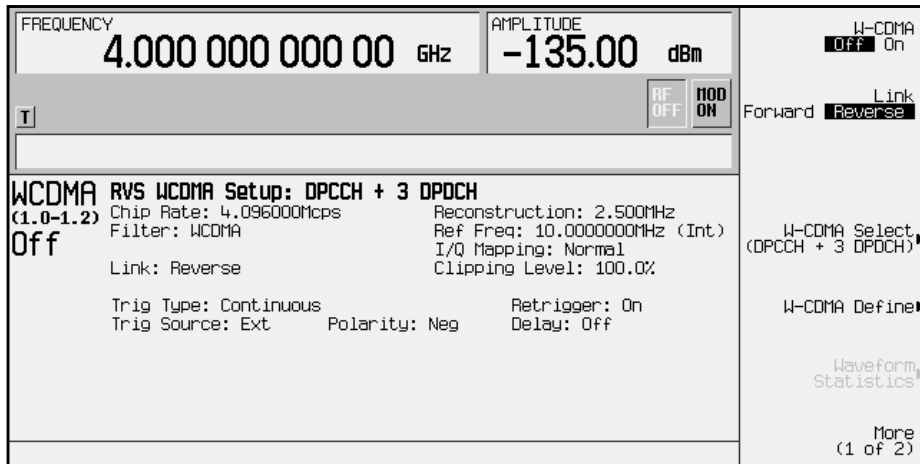 FREQUENCY
4.000 000 000 00 GHz
AMPLITUDE
-135.00 dBm
RF OFF
MOD ON
T
WCDMA
(1.0-1.2)
Off
RVS WCDMA Setup: DPCCH + 3 DPDCH
Chip Rate: 4.096000Mcps Reconstruction: 2.500MHz
Filter: WCDMA Ref Freq: 10.0000000MHz (Int)
I/Q Mapping: Normal
Link: Reverse Clipping Level: 100.0%
Trig Type: Continuous Retrigger: On
Trig Source: Ext Polarity: Neg Delay: Off
W-CDMA
Off On
Link
Forward Reverse
W-CDMA Select
(DPCCH + 3 DPDCH)
W-CDMA Define
Waveform
Statistics
More
(1 of 2)